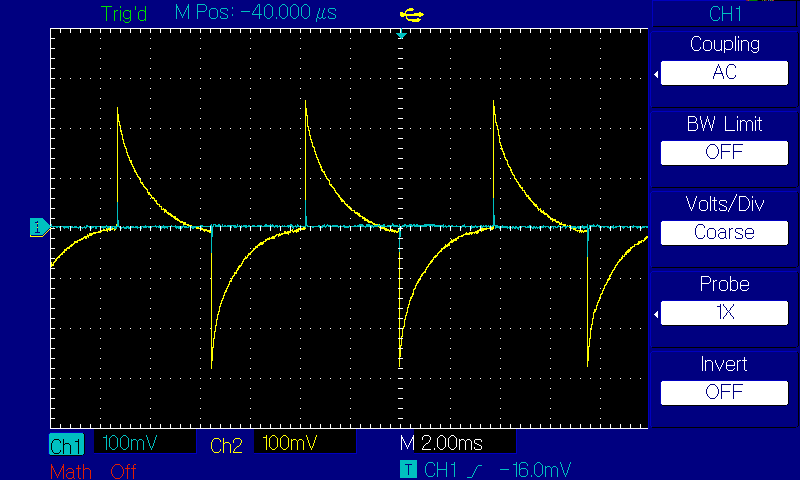 Trig'd M Pos: -40.000 µs CH1
Coupling
AC
BW Limit
OFF
Volts/Div
Coarse
Probe
1X
Invert
OFF
1
Ch1 100mV Ch2 100mV M 2.00ms
Math Off T CH1 -16.0mV